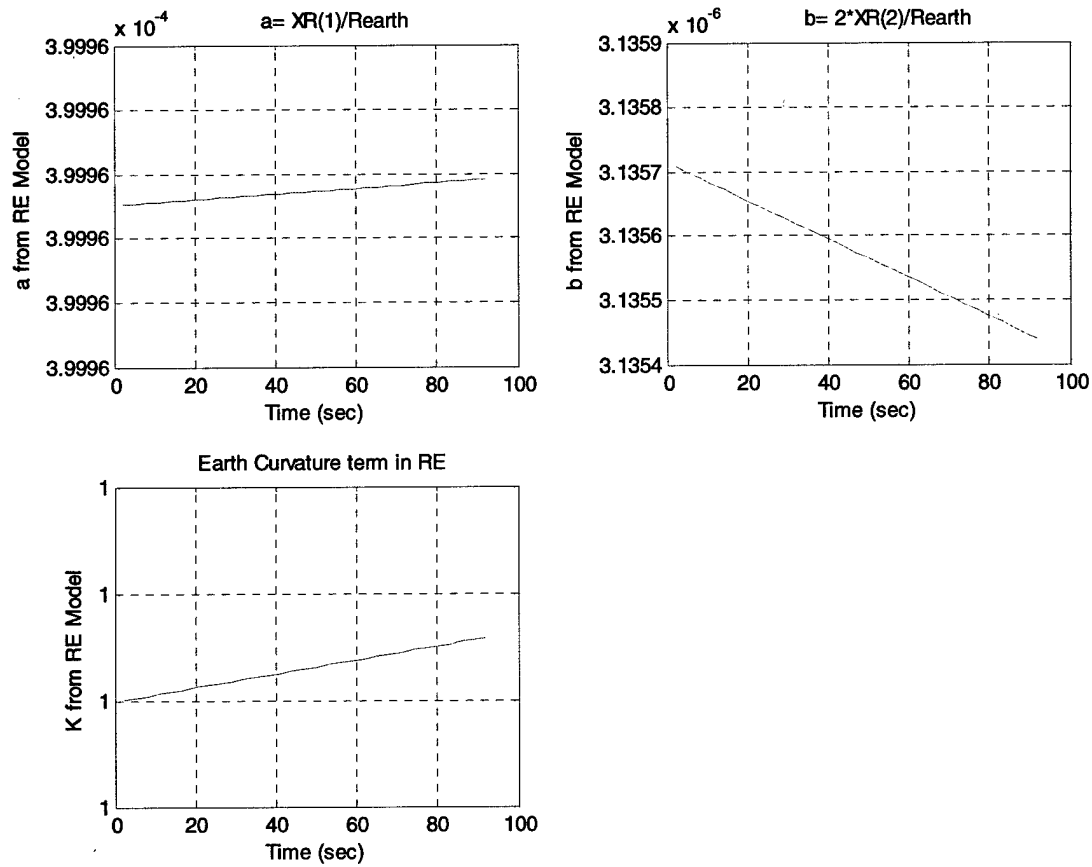 x 10^-4
a= XR(1)/Rearth
3.9996
3.9996
3.9996
3.9996
3.9996
3.9996
a from RE Model
0 20 40 60 80 100
Time (sec)
x 10^-6
b= 2*XR(2)/Rearth
3.1359
3.1358
3.1357
3.1356
3.1355
3.1354
b from RE Model
0 20 40 60 80 100
Time (sec)
Earth Curvature term in RE
1
1
1
1
K from RE Model
0 20 40 60 80 100
Time (sec)